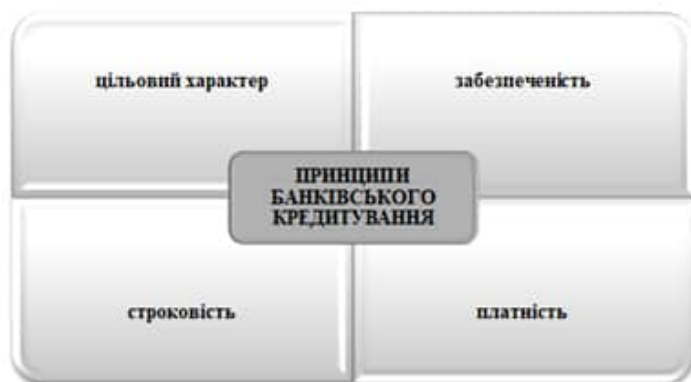 цільовий характер
забезпеченість
ПРИНЦИПИ
БАНКІВСЬКОГО
КРЕДИТУВАННЯ
строковість
платність